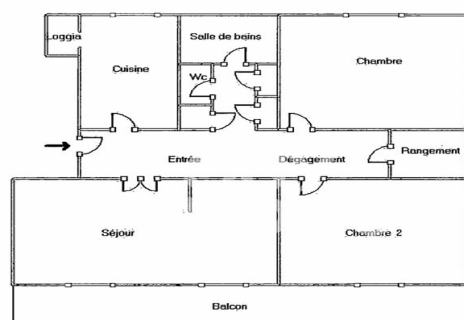 Loggia
Cuisine
Salle de bains
Chambre
Wc
Entrée
Dégagement
Rangement
Séjour
Chambre 2
Balcon